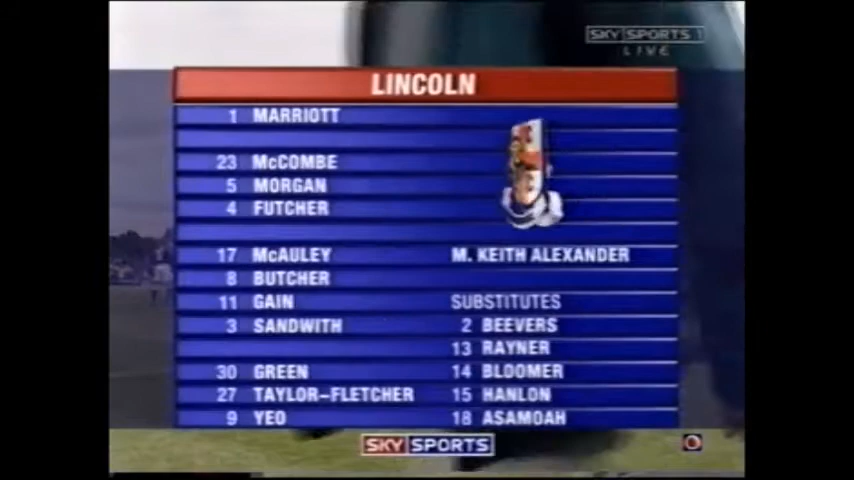 SKY SPORTS 1
LIVE
LINCOLN
1 MARRIOTT
23 McCOMBE
5 MORGAN
4 FUTCHER
17 McAULEY
8 BUTCHER
11 GAIN
3 SANDWITH
30 GREEN
27 TAYLOR-FLETCHER
9 YEO
M. KEITH ALEXANDER
SUBSTITUTES
2 BEEVERS
13 RAYNER
14 BLOOMER
15 HANLON
18 ASAMOAH
SKY SPORTS